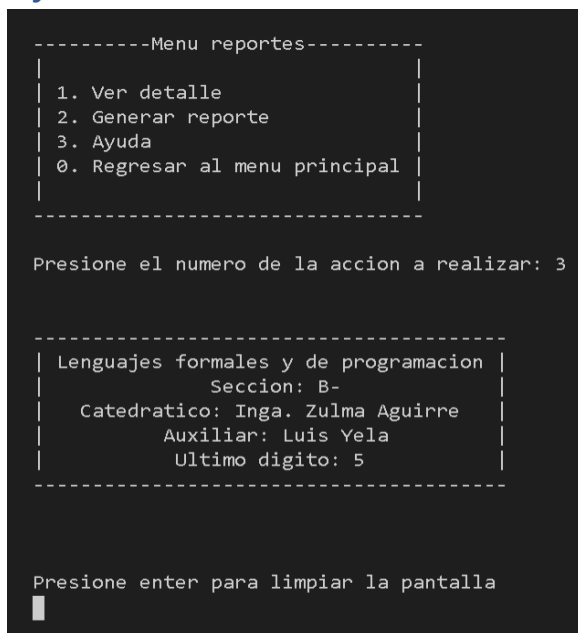 ----------Menu reportes----------
|                                 |
| 1. Ver detalle                  |
| 2. Generar reporte              |
| 3. Ayuda                        |
| 0. Regresar al menu principal   |
|                                 |
---------------------------------
Presione el numero de la accion a realizar: 3
----------------------------------------
| Lenguajes formales y de programacion |
|             Seccion: B-              |
|   Catedratico: Inga. Zulma Aguirre   |
|          Auxiliar: Luis Yela         |
|           Ultimo digito: 5           |
----------------------------------------
Presione enter para limpiar la pantalla